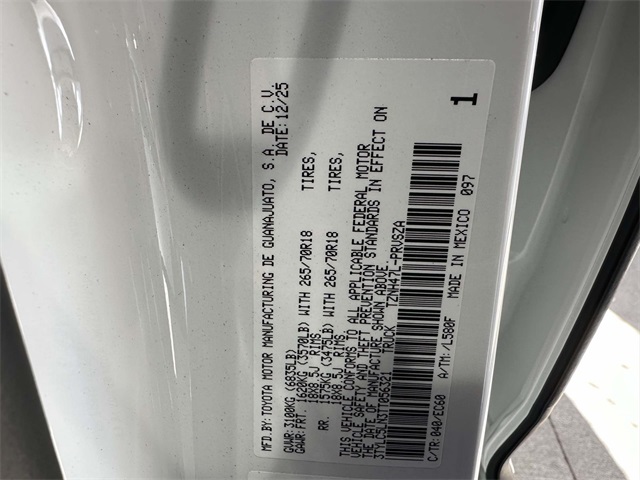 MFD.BY:TOYOTA MOTOR MANUFACTURING DE GUANAJUATO, S.A. DE C.V.
DATE:12/25
GVWR:3100KG (6835LB)
GAWR:FRT. 1620KG (3570LB) WITH 265/70R18 TIRES,
18X8.5J RIMS
RR. 1575KG (3475LB) WITH 265/70R18 TIRES,
18X8.5J RIMS
THIS VEHICLE CONFORMS TO ALL APPLICABLE FEDERAL MOTOR
VEHICLE SAFETY AND THEFT PREVENTION STANDARDS IN EFFECT ON
THE DATE OF MANUFACTURE SHOWN ABOVE.
3TYLC5LN3TT056321 TRUCK TZNH47L-PRVSZA
1
C/TR:040/EC60 A/TM:/L580F MADE IN MEXICO 097